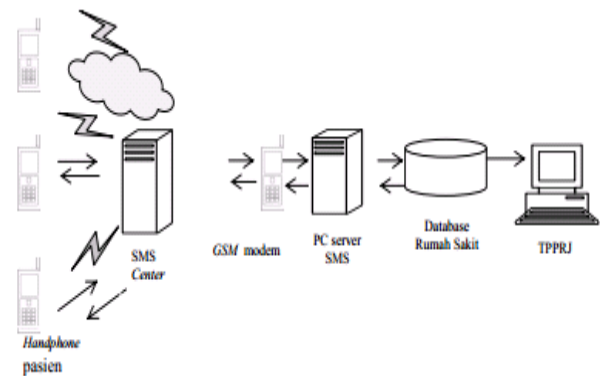 SMS
Center
GSM modem
PC server
SMS
Database
Rumah Sakit
TPPRJ
Handphone
pasien